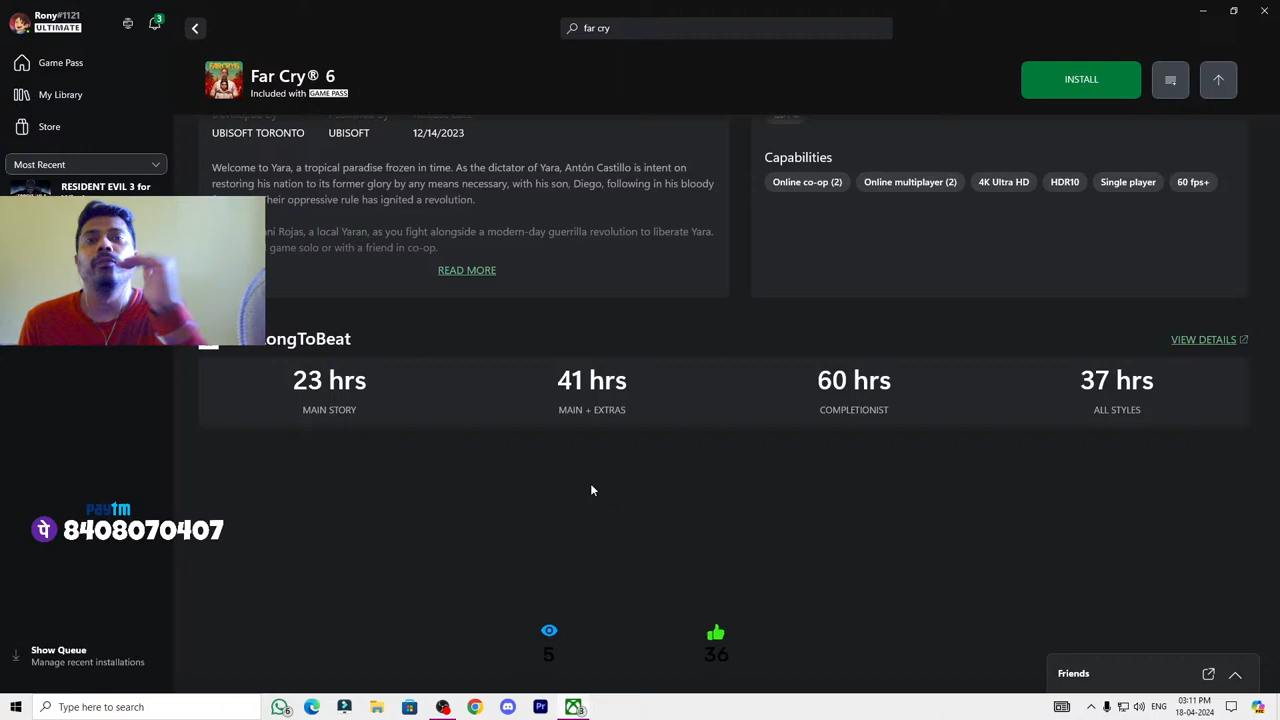 Rony#1121
ULTIMATE
3
far cry
Game Pass
My Library
Store
Most Recent
RESIDENT EVIL 3 for
Far Cry® 6
Included with GAME PASS
INSTALL
UBISOFT TORONTO
UBISOFT
12/14/2023
Welcome to Yara, a tropical paradise frozen in time. As the dictator of Yara, Antón Castillo is intent on
restoring his nation to its former glory by any means necessary, with his son, Diego, following in his bloody
Their oppressive rule has ignited a revolution.
Rojas, a local Yaran, as you fight alongside a modern-day guerrilla revolution to liberate Yara.
game solo or with a friend in co-op.
READ MORE
Capabilities
Online co-op (2)
Online multiplayer (2)
4K Ultra HD
HDR10
Single player
60 fps+
ongToBeat
VIEW DETAILS
23 hrs
MAIN STORY
41 hrs
MAIN + EXTRAS
60 hrs
COMPLETIONIST
37 hrs
ALL STYLES
paytm
पे 8408070407
5
36
Show Queue
Manage recent installations
Friends
Type here to search
6
Pr
3
ENG
03:11 PM
18-04-2024